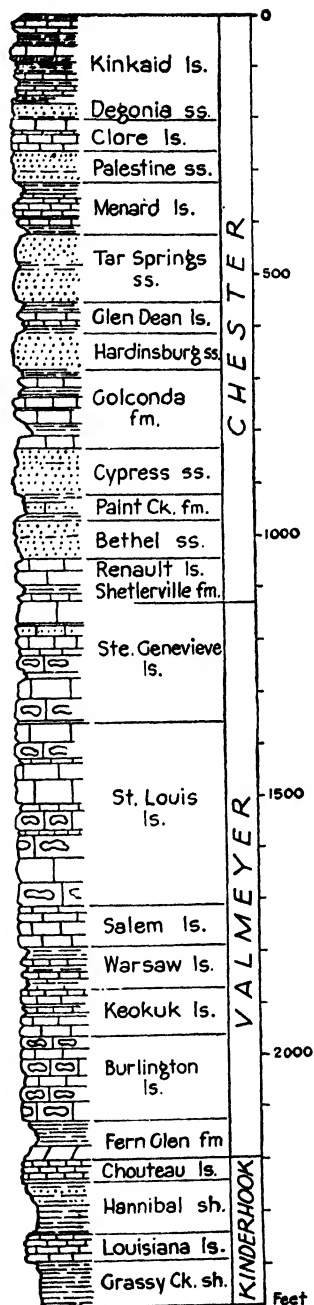 0
Kinkaid ls.
Degonia ss.
Clore ls.
Palestine ss.
Menard ls.
Tar Springs
ss.
500
Glen Dean ls.
Hardinsburg ss.
Golconda
fm.
Cypress ss.
Paint Ck. fm.
Bethel ss.
1000
Renault ls.
Shetlerville fm.
CHESTER
Ste. Genevieve
ls.
St. Louis
ls.
1500
Salem ls.
Warsaw ls.
Keokuk ls.
Burlington
ls.
2000
Fern Glen fm
VALMEYER
Chouteau ls.
Hannibal sh.
Louisiana ls.
Grassy Ck. sh.
KINDERHOOK
Feet